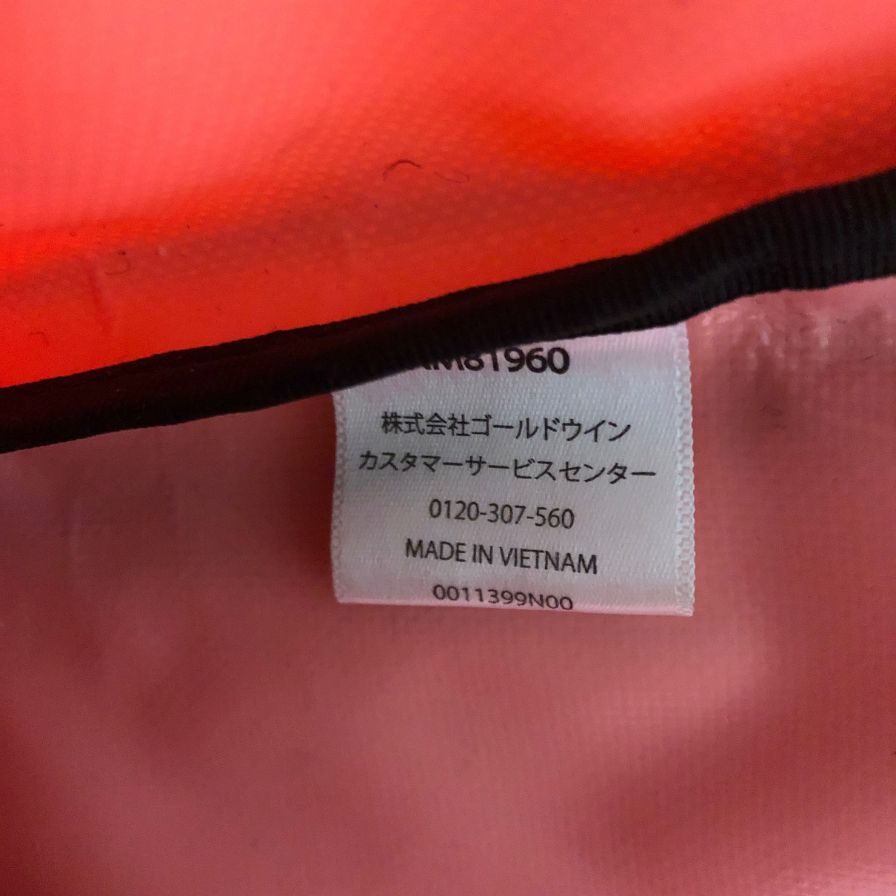 M81960
株式会社ゴールドウイン
カスタマーサービスセンター
0120-307-560
MADE IN VIETNAM
0011399N00